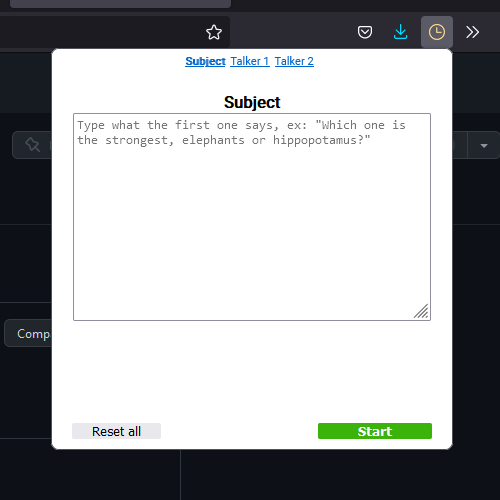 Subject Talker 1 Talker 2
Subject
Type what the first one says, ex: "Which one is
the strongest, elephants or hippopotamus?"
Reset all Start